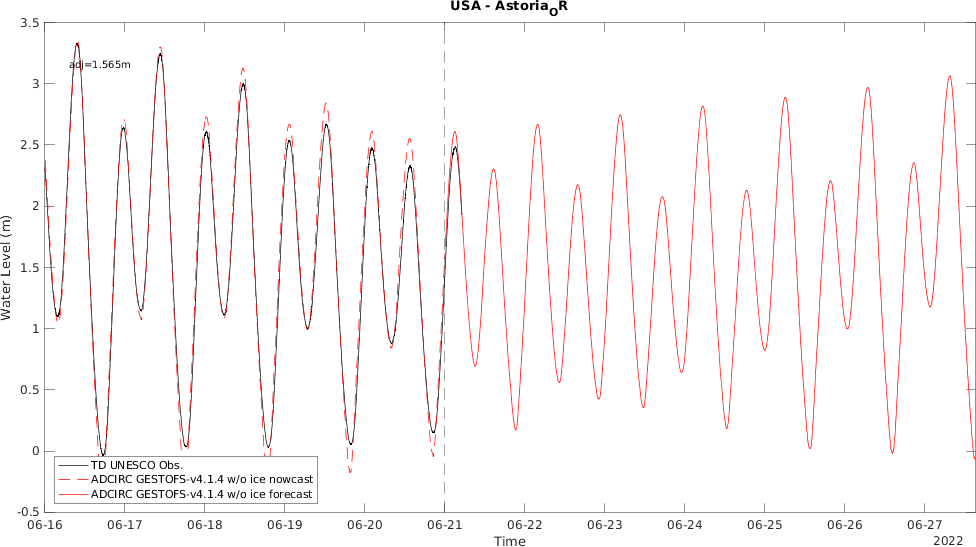 USA - Astoria_OR
3.5
adj=1.565m
3
2.5
2
1.5
1
0.5
0
-0.5
Water Level (m)
TD UNESCO Obs.
ADCIRC GESTOFS-v4.1.4 w/o ice nowcast
ADCIRC GESTOFS-v4.1.4 w/o ice forecast
06-16 06-17 06-18 06-19 06-20 06-21 06-22 06-23 06-24 06-25 06-26 06-27
Time
2022